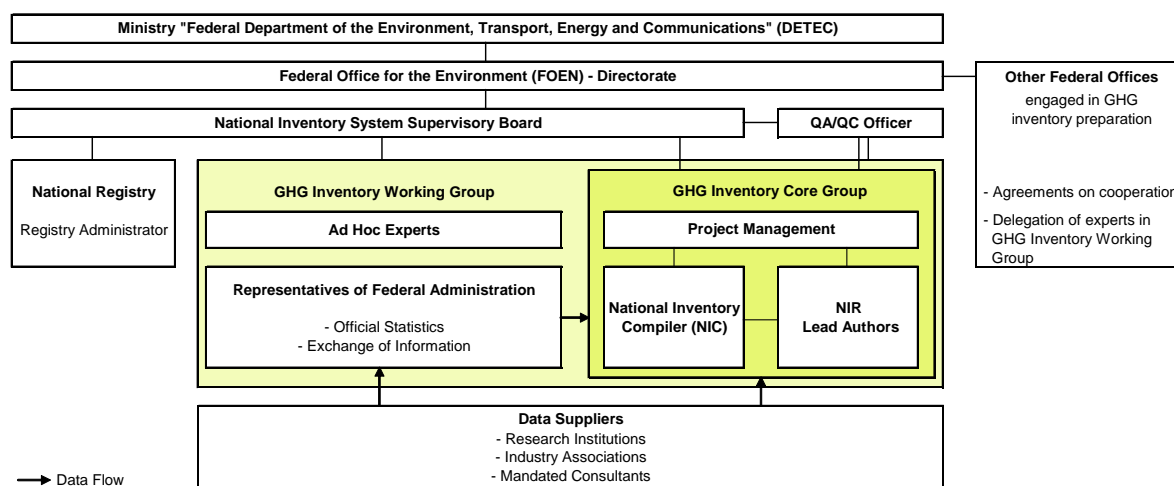 Ministry "Federal Department of the Environment, Transport, Energy and Communications" (DETEC)
Federal Office for the Environment (FOEN) - Directorate
Other Federal Offices
engaged in GHG
inventory preparation
- Agreements on cooperation
- Delegation of experts in
GHG Inventory Working
Group
National Inventory System Supervisory Board
QA/QC Officer
National Registry
Registry Administrator
GHG Inventory Working Group
Ad Hoc Experts
Representatives of Federal Administration
- Official Statistics
- Exchange of Information
GHG Inventory Core Group
Project Management
National Inventory
Compiler (NIC)
NIR
Lead Authors
Data Suppliers
- Research Institutions
- Industry Associations
- Mandated Consultants
Data Flow